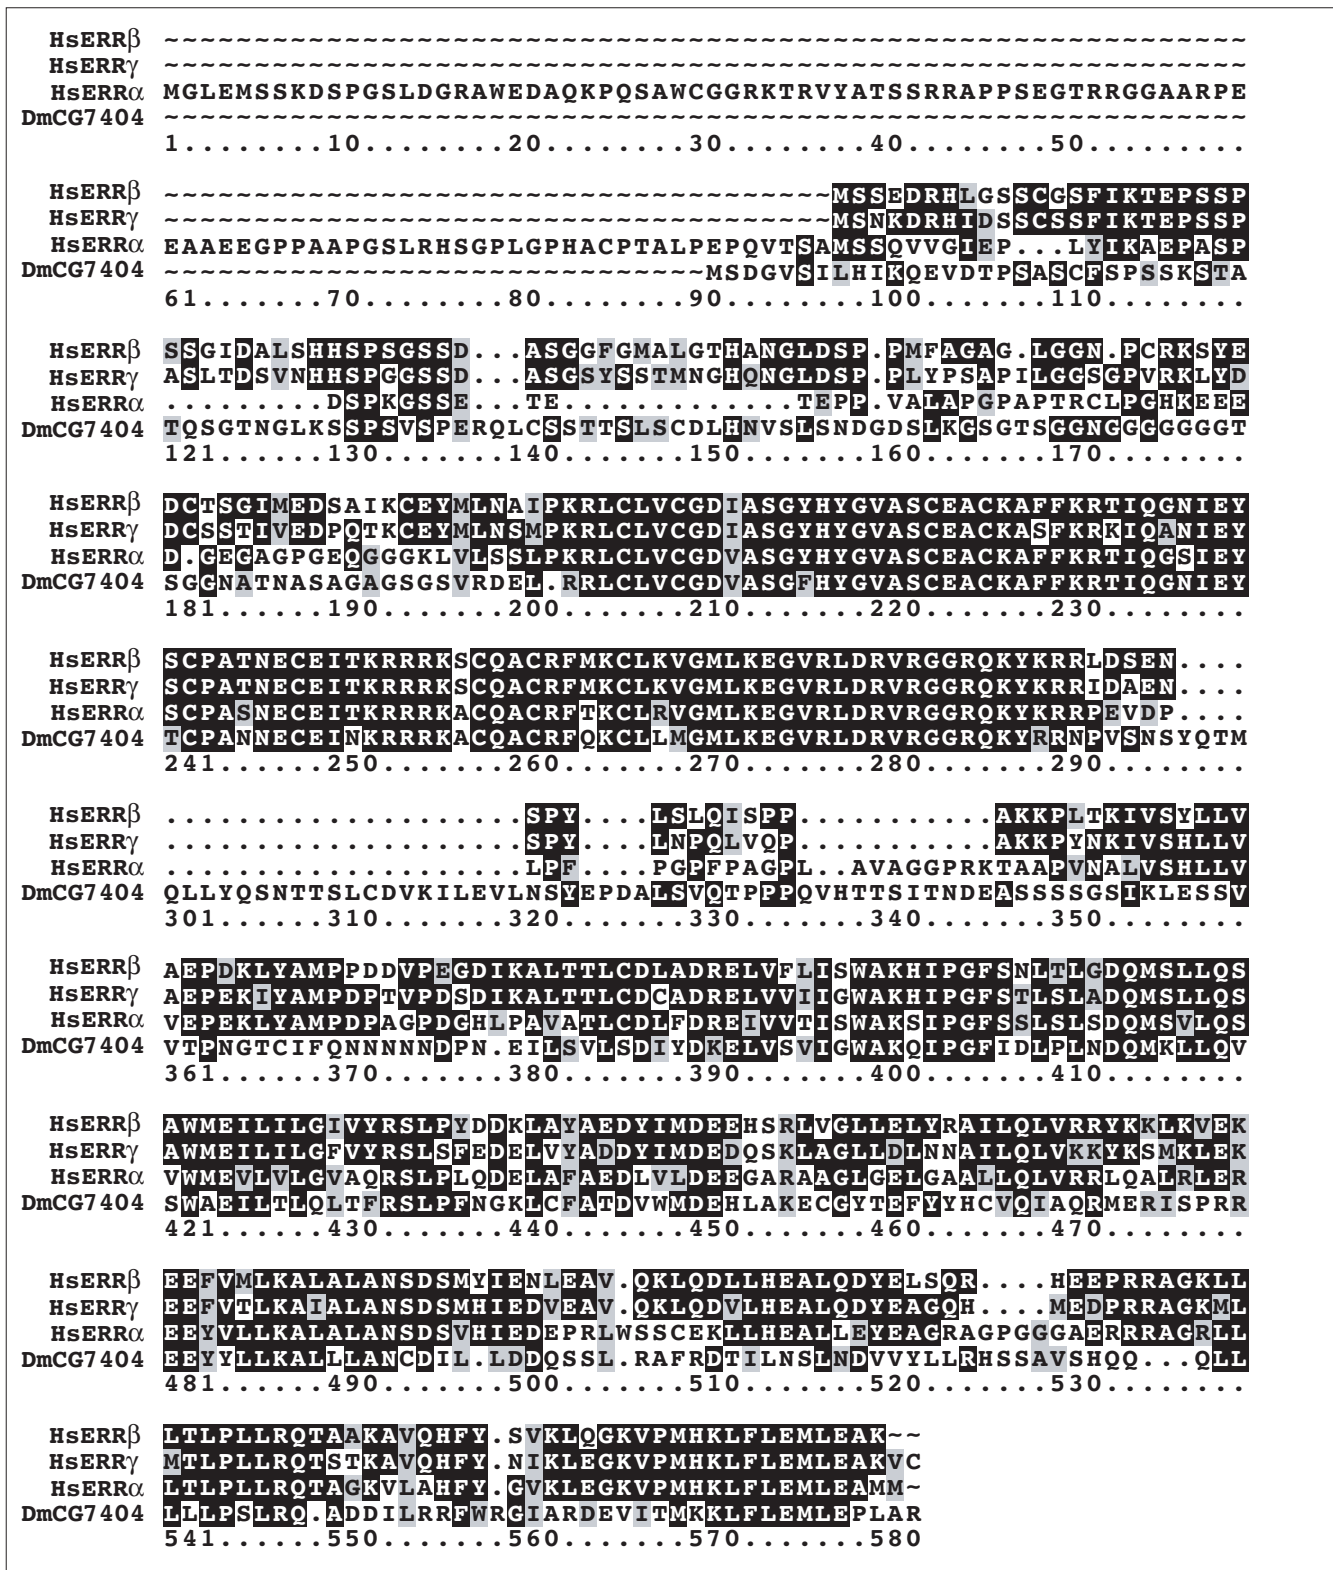 HsERRβ ~~~~~~~~~~~~~~~~~~~~~~~~~~~~~~~~~~~~~~~~~~~~~~~~~~~~~~~~~~~~
HsERRγ ~~~~~~~~~~~~~~~~~~~~~~~~~~~~~~~~~~~~~~~~~~~~~~~~~~~~~~~~~~~~
HsERRα MGLEMSSKDSPGSLDGRAWEDAQKPQSAWCGGRKTRVYATSSRRAPPSEGTRRGGAARPE
DmCG7404 ~~~~~~~~~~~~~~~~~~~~~~~~~~~~~~~~~~~~~~~~~~~~~~~~~~~~~~~~~~~~
1........10........20........30........40........50.........
HsERRβ ~~~~~~~~~~~~~~~~~~~~~~~~~~~~~~~~~~~~~MSSEDRHLGSSCGSFIKTEPSSP
HsERRγ ~~~~~~~~~~~~~~~~~~~~~~~~~~~~~~~~~~~~~MSNKDRHIDSSCSSFIKTEPSSP
HsERRα EAAEEGPPAAPGSLRHSGPLGPHACPTALPEPQVTSAMSSQVVGIEP...LYIKAEPASP
DmCG7404 ~~~~~~~~~~~~~~~~~~~~~~~~~~~~~~MSDGVSILHIKQEVDTPSASCFSPSSKSTA
61.......70........80........90........100.......110........
HsERRβ SSGIDALSHHSPSGSSD...ASGGFGMALGTHANGLDSP.PMFAGAG.LGGN.PCRKSYE
HsERRγ ASLTDSVNHHSPGGSSD...ASGSYSSTMNGHQNGLDSP.PLYPSAPILGGSGPVRKLYD
HsERRα .........DSPKGSSE...TE.............TEPP.VALAPGPAPTRCLPGHKEEE
DmCG7404 TQSGTNGLKSSPSVSPERQLCSSTTSLSCDLHNVSLSNDGDSLKGSGTSGGNGGGGGGGT
121......130.......140.......150.......160.......170........
HsERRβ DCTSGIMEDSAIKCEYMLNAIPKRLCLVCGDIASGYHYGVASCEACKAFFKRTIQGNIEY
HsERRγ DCSSTIVEDPQTKCEYMLNSMPKRLCLVCGDIASGYHYGVASCEACKASFKRKIQANIEY
HsERRα D.GEGAGPGEQGGGKLVLSSLPKRLCLVCGDVASGYHYGVASCEACKAFFKRTIQGSIEY
DmCG7404 SGGNATNASAGAGSGSVRDEL.RRLCLVCGDVASGFHYGVASCEACKAFFKRTIQGNIEY
181......190.......200.......210.......220.......230........
HsERRβ SCPATNECEITKRRRKSCQACRFMKCLKVGMLKEGVRLDRVRGGRQKYKRRLDSEN....
HsERRγ SCPATNECEITKRRRKSCQACRFMKCLKVGMLKEGVRLDRVRGGRQKYKRRIDAEN....
HsERRα SCPASNECEITKRRRKACQACRFTKCLRVGMLKEGVRLDRVRGGRQKYKRRPEVDP....
DmCG7404 TCPANNECEINKRRRKACQACRFQKCLLMGMLKEGVRLDRVRGGRQKYRRNPVSNSYQTM
241......250.......260.......270.......280.......290........
HsERRβ ....................SPY....LSLQISPP...........AKKPLTKIVSYLLV
HsERRγ ....................SPY....LNPQLVQP...........AKKPYNKIVSHLLV
HsERRα ....................LPF....PGPFPAGPL..AVAGGPRKTAAPVNALVSHLLV
DmCG7404 QLLYQSNTTSLCDVKILEVLNSYEPDALSVQTPPPQVHTTSITNDEASSSSGSIKLESSV
301......310.......320.......330.......340.......350........
HsERRβ AEPDKLYAMPPDDVPEGDIKALTTLCDLADRELVFLISWAKHIPGFSNLTLGDQMSLLQS
HsERRγ AEPEKIYAMPDPTVPDSDIKALTTLCDCADRELVVIIGWAKHIPGFSTLSLADQMSLLQS
HsERRα VEPEKLYAMPDPAGPDGHLPAVATLCDLFDREIVVTISWAKSIPGFSSLSLSDQMSVLQS
DmCG7404 VTPNGTCIFQNNNNNDPN.EILSVLSDIYDKELVSVIGWAKQIPGFIDLPLNDQMKLLQV
361......370.......380.......390.......400.......410........
HsERRβ AWMEILILGIVYRSLPYDDKLAYAEDYIMDEEHSRLVGLLELYRAILQLVRRYKKLKVEK
HsERRγ AWMEILILGFVYRSLSFEDELVYADDYIMDEDQSKLAGLLDLNNAILQLVKKYKSMKLEK
HsERRα VWMEVLVLGVAQRSLPLQDELAFAEDLVLDEEGARAAGLGELGAALLQLVRRLQALRLER
DmCG7404 SWAEILTLQLTFRSLPFNGKLCFATDVWMDEHLAKECGYTEFYYHCVQIAQRMERISPRR
421......430.......440.......450.......460.......470........
HsERRβ EEFVMLKALALANSDSMYIENLEAV.QKLQDLLHEALQDYELSQR....HEEPRRAGKLL
HsERRγ EEFVTLKAIALANSDSMHIEDVEAV.QKLQDVLHEALQDYEAGQH....MEDPRRAGKML
HsERRα EEYVLLKALALANSDSVHIEDEPRLWSSCEKLLHEALLEYEAGRAGPGGGAERRRAGRLL
DmCG7404 EEYYLLKALLLANCDIL.LDDQSSL.RAFRDTILNSLNDVVYLLRHSSAVSHQQ...QLL
481......490.......500.......510.......520.......530........
HsERRβ LTLPLLRQTAAKAVQHFY.SVKLQGKVPMHKLFLEMLEAK~~
HsERRγ MTLPLLRQTSTKAVQHFY.NIKLEGKVPMHKLFLEMLEAKVC
HsERRα LTLPLLRQTAGKVLAHFY.GVKLEGKVPMHKLFLEMLEAMM~
DmCG7404 LLLPSLRQ.ADDILRRFWRGIARDEVITMKKLFLEMLEPLAR
541......550.......560.......570.......580